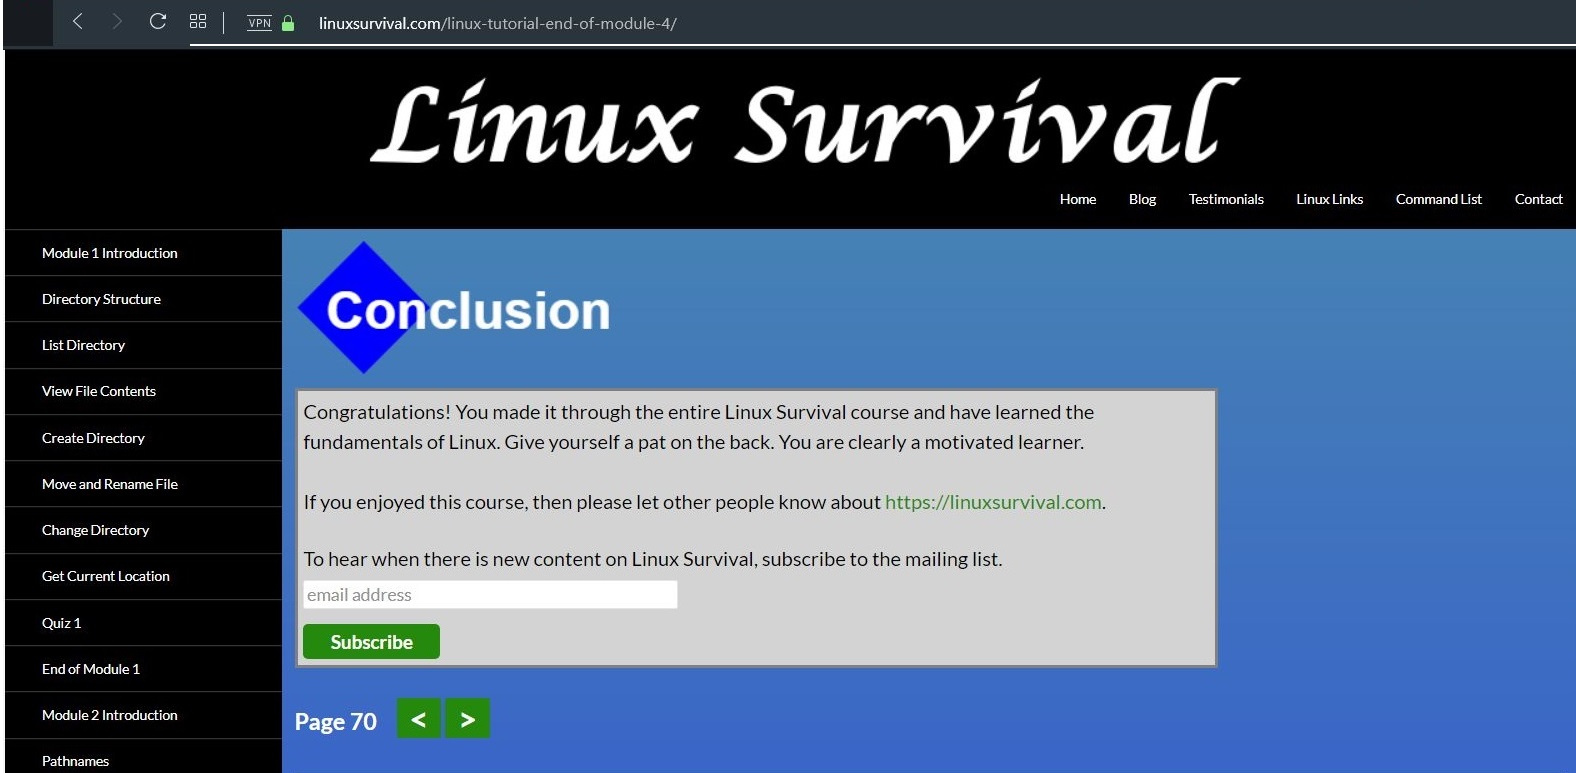 VPN
linuxsurvival.com/linux-tutorial-end-of-module-4/
Linux Survival
Home
Blog
Testimonials
Linux Links
Command List
Contact
Module 1 Introduction
Directory Structure
List Directory
View File Contents
Create Directory
Move and Rename File
Change Directory
Get Current Location
Quiz 1
End of Module 1
Module 2 Introduction
Pathnames
Conclusion
Congratulations! You made it through the entire Linux Survival course and have learned the
fundamentals of Linux. Give yourself a pat on the back. You are clearly a motivated learner.
If you enjoyed this course, then please let other people know about https://linuxsurvival.com.
To hear when there is new content on Linux Survival, subscribe to the mailing list.
email address
Subscribe
Page 70 < >